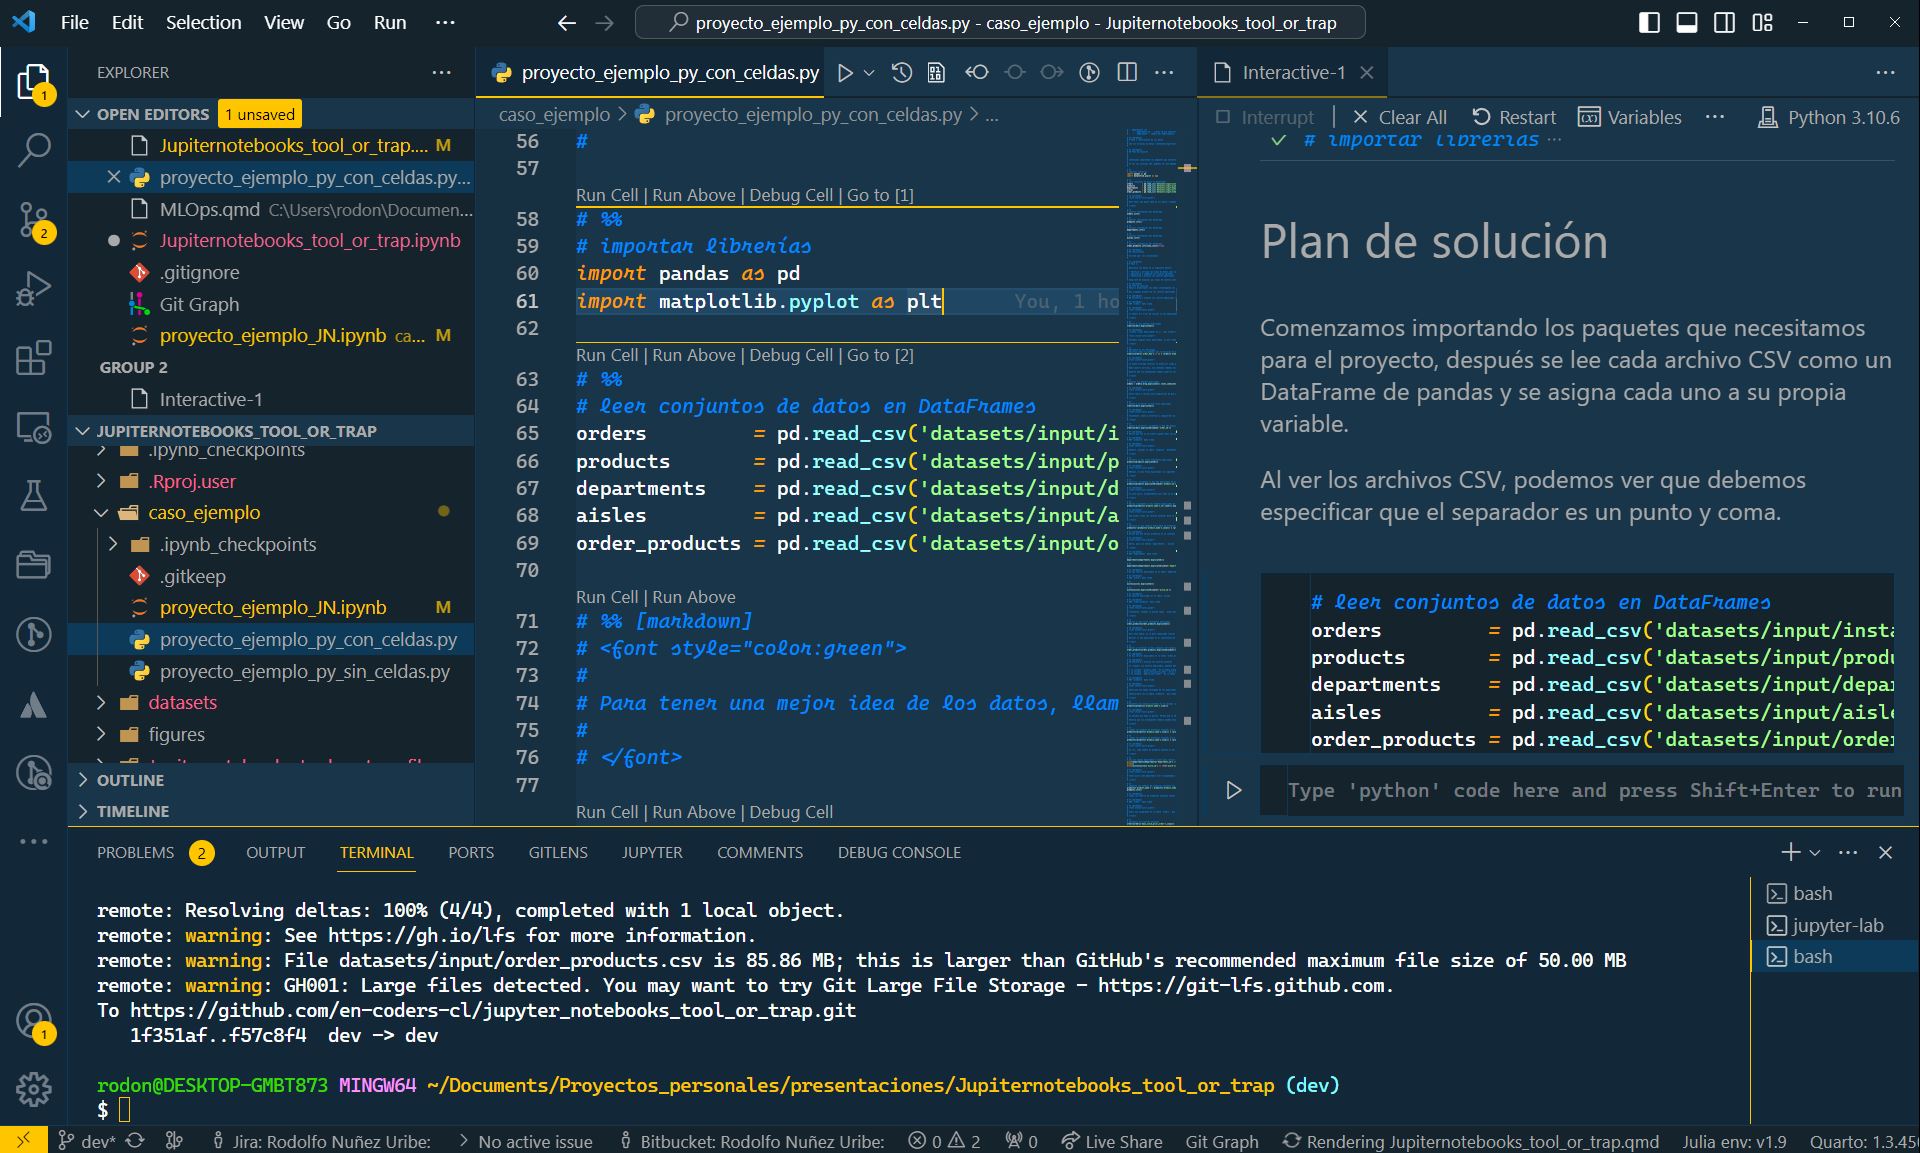 File Edit Selection View Go Run ···
proyecto_ejemplo_py_con_celdas.py - caso_ejemplo - Jupiternotebooks_tool_or_trap
EXPLORER
OPEN EDITORS 1 unsaved
Jupiternotebooks_tool_or_trap.... M
proyecto_ejemplo_py_con_celdas.py...
MLOps.qmd C:\Users\rodon\Documen...
Jupiternotebooks_tool_or_trap.ipynb
.gitignore
Git Graph
proyecto_ejemplo_JN.ipynb ca... M
GROUP 2
Interactive-1
JUPITERNOTEBOOKS_TOOL_OR_TRAP
.ipynb_checkpoints
.Rproj.user
caso_ejemplo
.ipynb_checkpoints
.gitkeep
proyecto_ejemplo_JN.ipynb M
proyecto_ejemplo_py_con_celdas.py
proyecto_ejemplo_py_sin_celdas.py
datasets
figures
OUTLINE
TIMELINE
1
2
1
proyecto_ejemplo_py_con_celdas.py
caso_ejemplo > proyecto_ejemplo_py_con_celdas.py > ...
56 #
57
Run Cell | Run Above | Debug Cell | Go to [1]
58 # %%
59 # importar librerías
60 import pandas as pd
61 import matplotlib.pyplot as plt You, 1 ho
62
Run Cell | Run Above | Debug Cell | Go to [2]
63 # %%
64 # leer conjuntos de datos en DataFrames
65 orders = pd.read_csv('datasets/input/i
66 products = pd.read_csv('datasets/input/p
67 departments = pd.read_csv('datasets/input/d
68 aisles = pd.read_csv('datasets/input/a
69 order_products = pd.read_csv('datasets/input/o
70
Run Cell | Run Above
71 # %% [markdown]
72 # <font style="color:green">
73 #
74 # Para tener una mejor idea de los datos, llam
75 #
76 # </font>
77
Run Cell | Run Above | Debug Cell
Interactive-1
Interrupt | Clear All Restart Variables ··· Python 3.10.6
# importar librerías ···
Plan de solución
Comenzamos importando los paquetes que necesitamos
para el proyecto, después se lee cada archivo CSV como un
DataFrame de pandas y se asigna cada uno a su propia
variable.
Al ver los archivos CSV, podemos ver que debemos
especificar que el separador es un punto y coma.
# leer conjuntos de datos en DataFrames
orders = pd.read_csv('datasets/input/insta
products = pd.read_csv('datasets/input/produ
departments = pd.read_csv('datasets/input/depar
aisles = pd.read_csv('datasets/input/aisle
order_products = pd.read_csv('datasets/input/order
Type 'python' code here and press Shift+Enter to run
PROBLEMS 2 OUTPUT TERMINAL PORTS GITLENS JUPYTER COMMENTS DEBUG CONSOLE
remote: Resolving deltas: 100% (4/4), completed with 1 local object.
remote: warning: See https://gh.io/lfs for more information.
remote: warning: File datasets/input/order_products.csv is 85.86 MB; this is larger than GitHub's recommended maximum file size of 50.00 MB
remote: warning: GH001: Large files detected. You may want to try Git Large File Storage - https://git-lfs.github.com.
To https://github.com/en-coders-cl/jupyter_notebooks_tool_or_trap.git
1f351af..f57c8f4 dev -> dev
rodon@DESKTOP-GMBT873 MINGW64 ~/Documents/Proyectos_personales/presentaciones/Jupiternotebooks_tool_or_trap (dev)
$
bash
jupyter-lab
bash
dev* Jira: Rodolfo Nuñez Uribe: > No active issue Bitbucket: Rodolfo Nuñez Uribe: 0 2 0 Live Share Git Graph Rendering Jupiternotebooks_tool_or_trap.qmd Julia env: v1.9 Quarto: 1.3.450